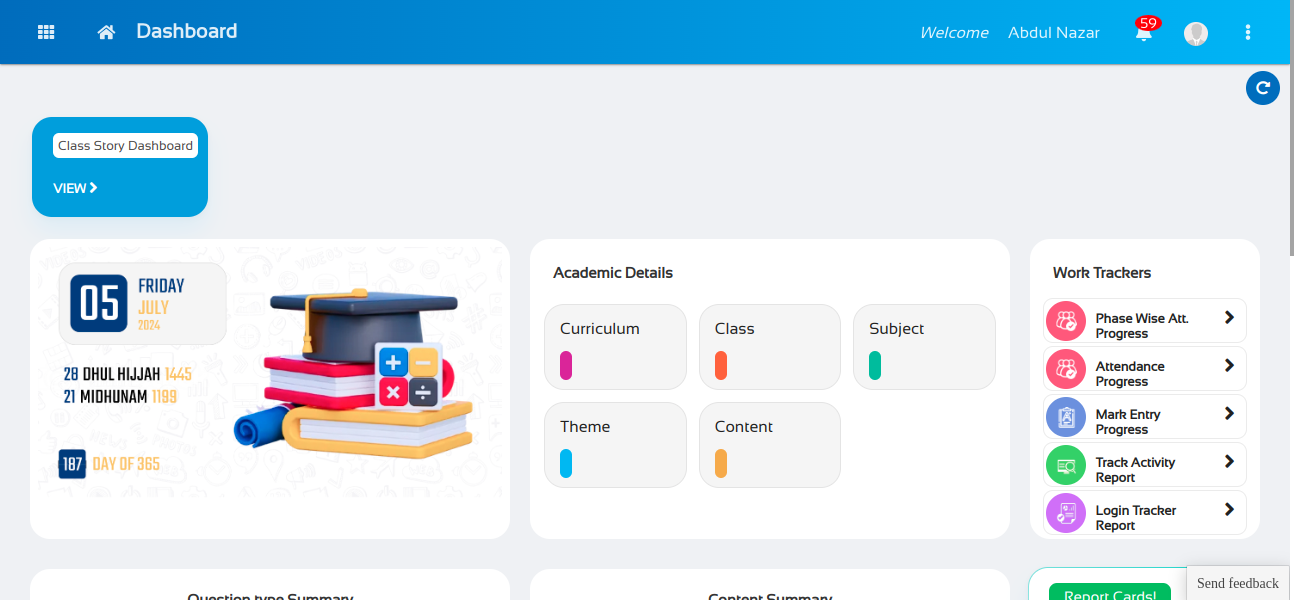 Dashboard
Welcome Abdul Nazar
59
Class Story Dashboard
VIEW
05
FRIDAY
JULY
2024
28 DHUL HIJJAH 1445
21 MIDHUNAM 1199
187 DAY OF 365
Academic Details
Curriculum
Class
Subject
Theme
Content
Work Trackers
Phase Wise Att.
Progress
Attendance
Progress
Mark Entry
Progress
Track Activity
Report
Login Tracker
Report
Question type Summary
Content Summary
Report Cards!
Send feedback